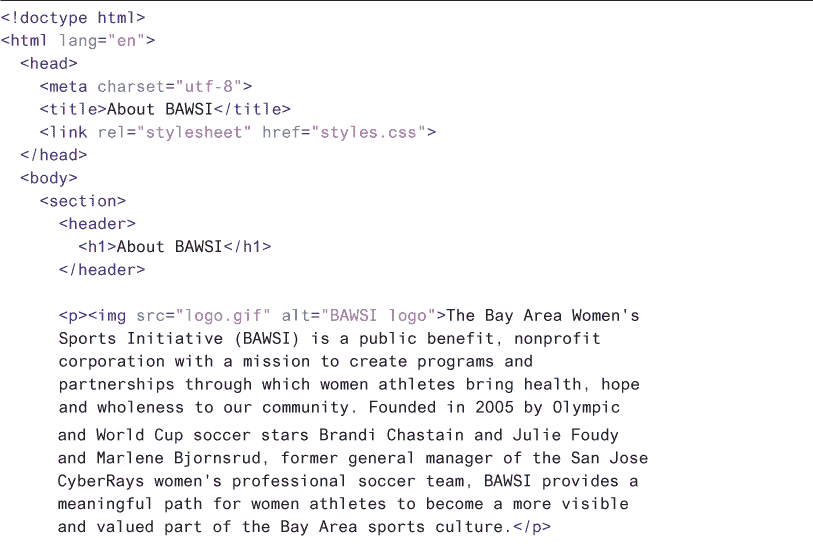 <!doctype html>
<html lang="en">
<head>
<meta charset="utf-8">
<title>About BAWSI</title>
<link rel="stylesheet" href="styles.css">
</head>
<body>
<section>
<header>
<h1>About BAWSI</h1>
</header>
<p><img src="logo.gif" alt="BAWSI logo">The Bay Area Women's
Sports Initiative (BAWSI) is a public benefit, nonprofit
corporation with a mission to create programs and
partnerships through which women athletes bring health, hope
and wholeness to our community. Founded in 2005 by Olympic
and World Cup soccer stars Brandi Chastain and Julie Foudy
and Marlene Bjornsrud, former general manager of the San Jose
CyberRays women's professional soccer team, BAWSI provides a
meaningful path for women athletes to become a more visible
and valued part of the Bay Area sports culture.</p>